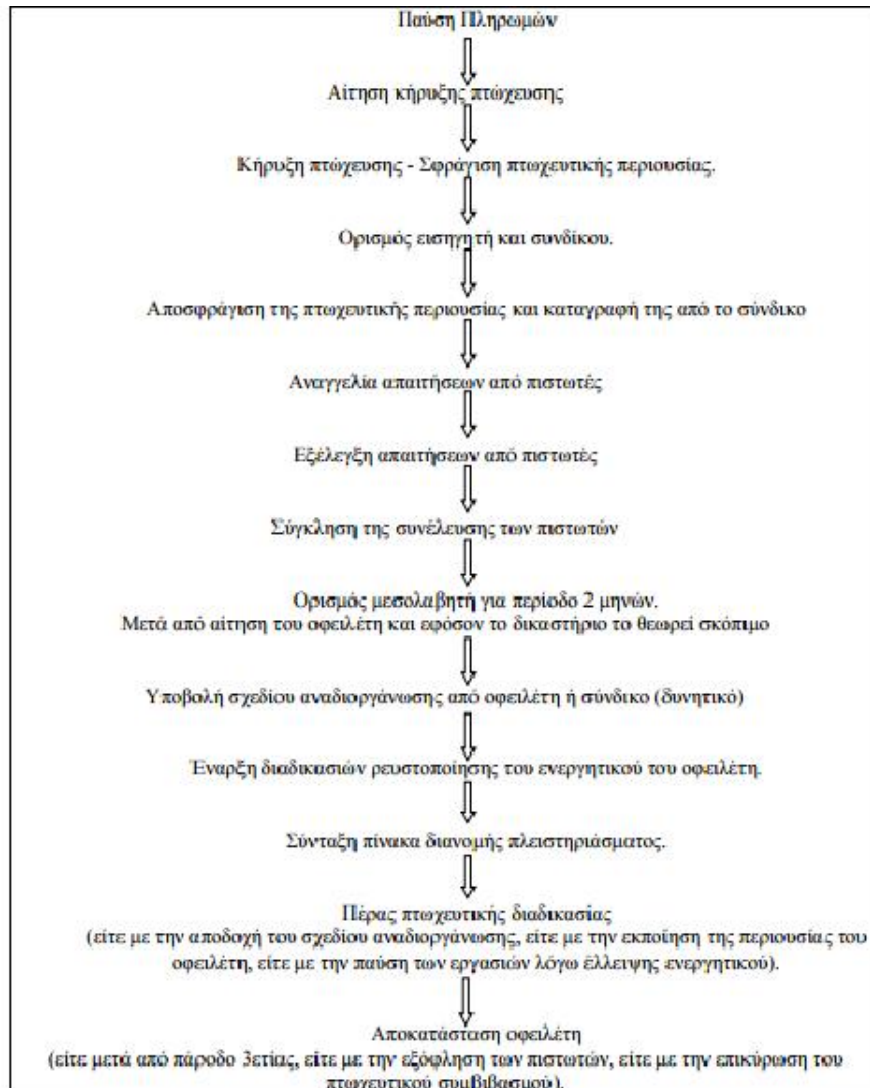 Παύση Πληρωμών
Αίτηση κήρυξης πτώχευσης
Κήρυξη πτώχευσης - Σφράγιση πτωχευτικής περιουσίας.
Ορισμός εισηγητή και συνδίκου.
Αποσφράγιση της πτωχευτικής περιουσίας και καταγραφή της από το σύνδικο
Αναγγελία απαιτήσεων από πιστωτές
Εξέλεγξη απαιτήσεων από πιστωτές
Σύγκληση της συνέλευσης των πιστωτών
Ορισμός μεσολαβητή για περίοδο 2 μηνών.
Μετά από αίτηση του οφειλέτη και εφόσον το δικαστήριο το θεωρεί σκόπιμο
Υποβολή σχεδίου αναδιοργάνωσης από οφειλέτη ή σύνδικο (δυνητικό)
Έναρξη διαδικασιών ρευστοποίησης του ενεργητικού του οφειλέτη.
Σύνταξη πίνακα διανομής πλειστηριάσματος.
Πέρας πτωχευτικής διαδικασίας
(είτε με την αποδοχή του σχεδίου αναδιοργάνωσης, είτε με την εκποίηση της περιουσίας του
οφειλέτη, είτε με την παύση των εργασιών λόγω έλλειψης ενεργητικού).
Αποκατάσταση οφειλέτη
(είτε μετά από πάροδο 3ετίας, είτε με την εξόφληση των πιστωτών, είτε με την επικύρωση του
πτωχευτικού συμβιβασμού).